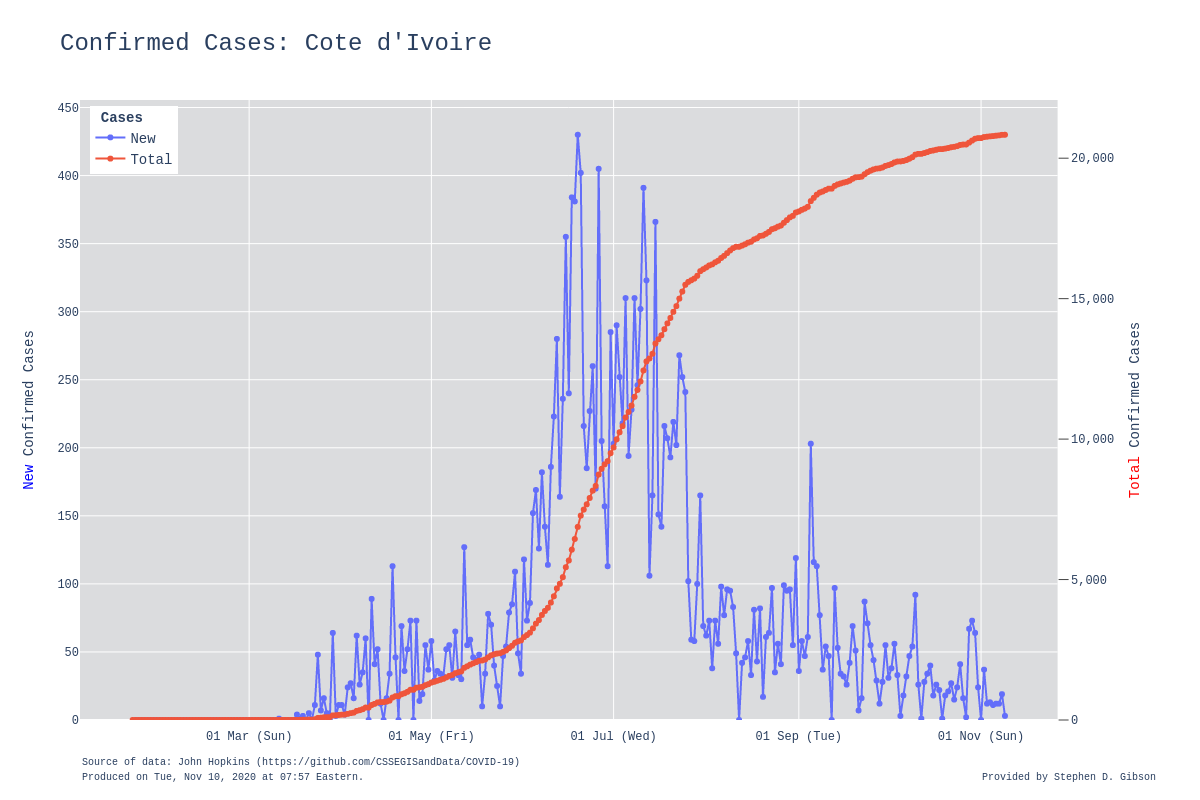 Confirmed Cases: Cote d'Ivoire
Cases
New
Total
450
400
350
300
250
200
150
100
50
0
New Confirmed Cases
20,000
15,000
10,000
5,000
0
Total Confirmed Cases
01 Mar (Sun)
01 May (Fri)
01 Jul (Wed)
01 Sep (Tue)
01 Nov (Sun)
Source of data: John Hopkins (https://github.com/CSSEGISandData/COVID-19)
Produced on Tue, Nov 10, 2020 at 07:57 Eastern.
Provided by Stephen D. Gibson